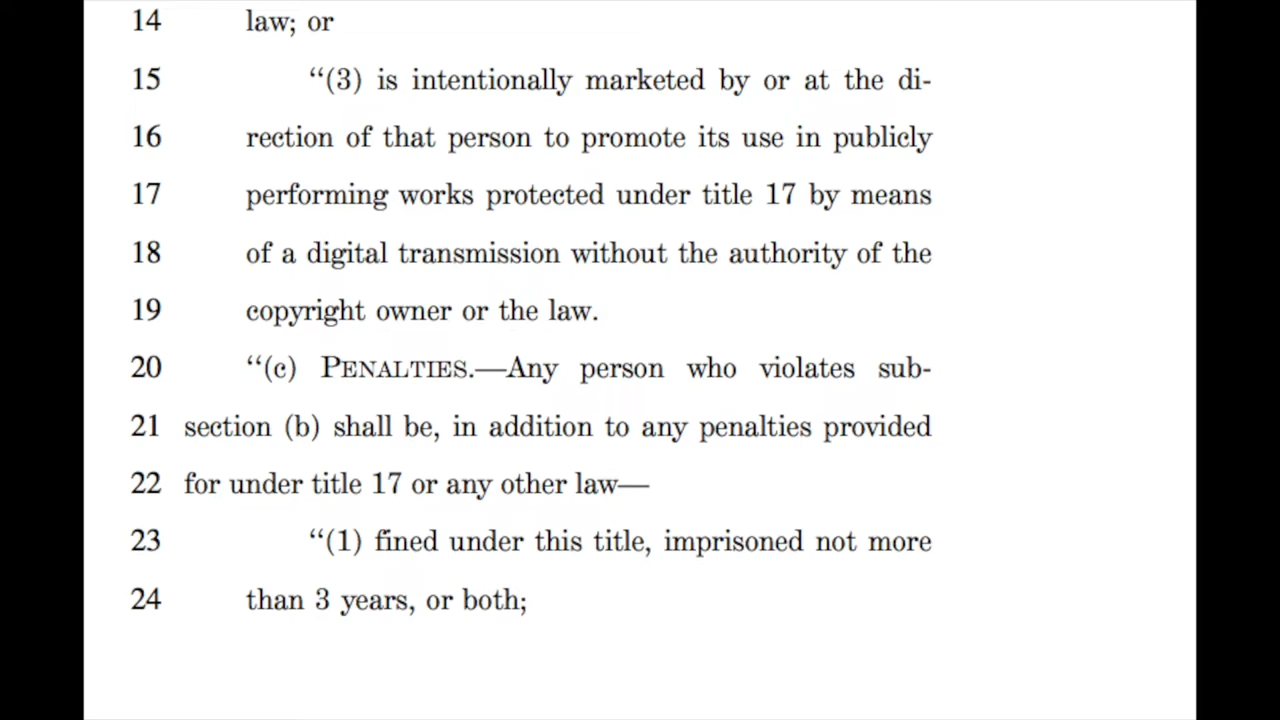 14 law; or
15 “(3) is intentionally marketed by or at the di-
16 rection of that person to promote its use in publicly
17 performing works protected under title 17 by means
18 of a digital transmission without the authority of the
19 copyright owner or the law.
20 “(c) PENALTIES.—Any person who violates sub-
21 section (b) shall be, in addition to any penalties provided
22 for under title 17 or any other law—
23 “(1) fined under this title, imprisoned not more
24 than 3 years, or both;